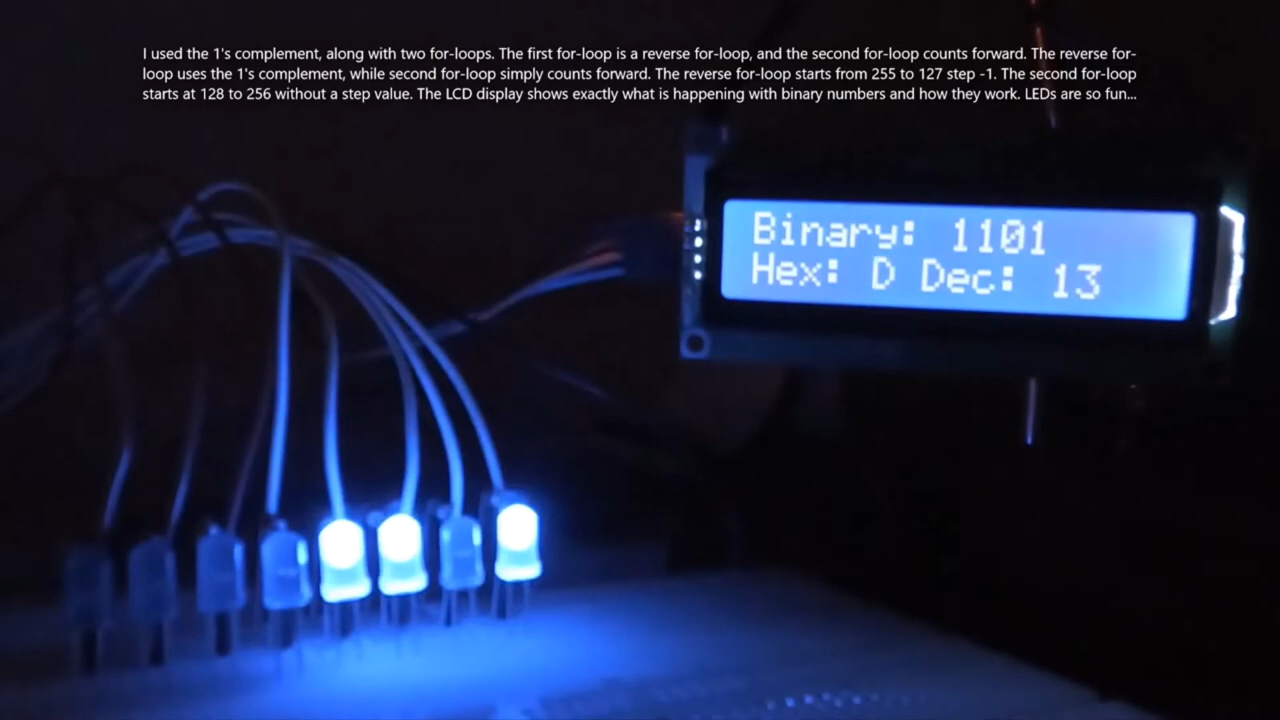 I used the 1's complement, along with two for-loops. The first for-loop is a reverse for-loop, and the second for-loop counts forward. The reverse for-
loop uses the 1's complement, while second for-loop simply counts forward. The reverse for-loop starts from 255 to 127 step -1. The second for-loop
starts at 128 to 256 without a step value. The LCD display shows exactly what is happening with binary numbers and how they work. LEDs are so fun...
Binary: 1101
Hex: D Dec: 13